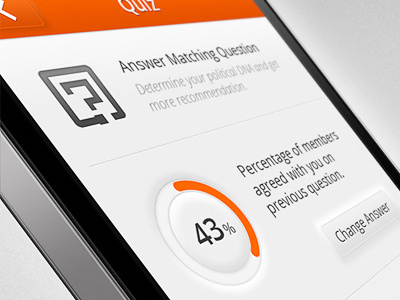 Quiz
Answer Matching Question
Determine your political DNA and get
more recommendation.
Percentage of members
agreed with you on
previous question.
43%
Change Answer